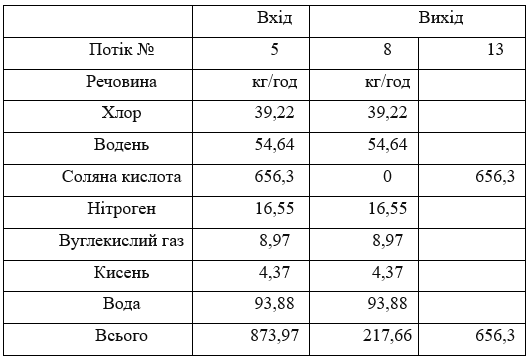 Вхід Вихід
Потік № 5 8 13
Речовина кг/год кг/год
Хлор 39,22 39,22
Водень 54,64 54,64
Соляна кислота 656,3 0 656,3
Нітроген 16,55 16,55
Вуглекислий газ 8,97 8,97
Кисень 4,37 4,37
Вода 93,88 93,88
Всього 873,97 217,66 656,3